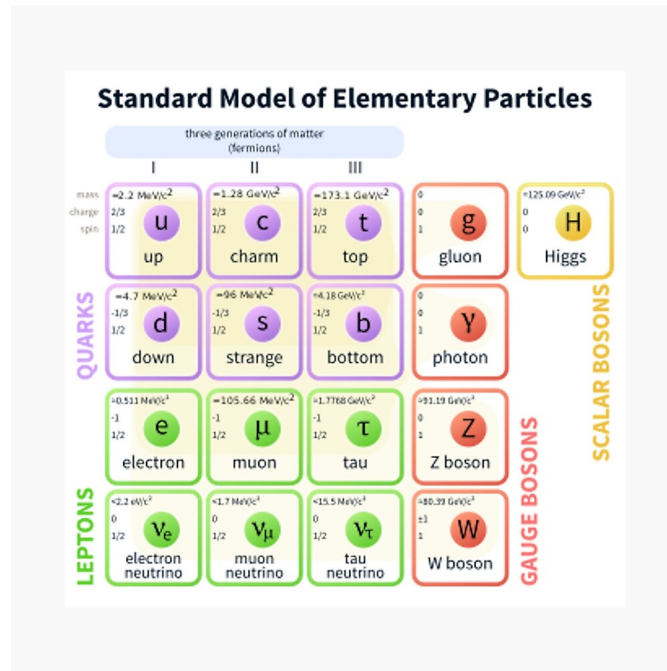 Standard Model of Elementary Particles
three generations of matter
(fermions)
I II III
mass
charge
spin
≃2.2 MeV/c²
2/3
1/2
u
up
≃1.28 GeV/c²
2/3
1/2
c
charm
≃173.1 GeV/c²
2/3
1/2
t
top
0
0
1
g
gluon
≃125.09 GeV/c²
0
0
H
Higgs
≃4.7 MeV/c²
-1/3
1/2
d
down
≃96 MeV/c²
-1/3
1/2
s
strange
≃4.18 GeV/c²
-1/3
1/2
b
bottom
0
0
1
γ
photon
≃0.511 MeV/c²
-1
1/2
e
electron
≃105.66 MeV/c²
-1
1/2
μ
muon
≃1.7768 GeV/c²
-1
1/2
τ
tau
≃91.19 GeV/c²
0
1
Z
Z boson
<2.2 eV/c²
0
1/2
νe
electron
neutrino
<1.7 MeV/c²
0
1/2
νμ
muon
neutrino
<15.5 MeV/c²
0
1/2
ντ
tau
neutrino
≃80.39 GeV/c²
±1
1
W
W boson
QUARKS
LEPTONS
GAUGE BOSONS
SCALAR BOSONS